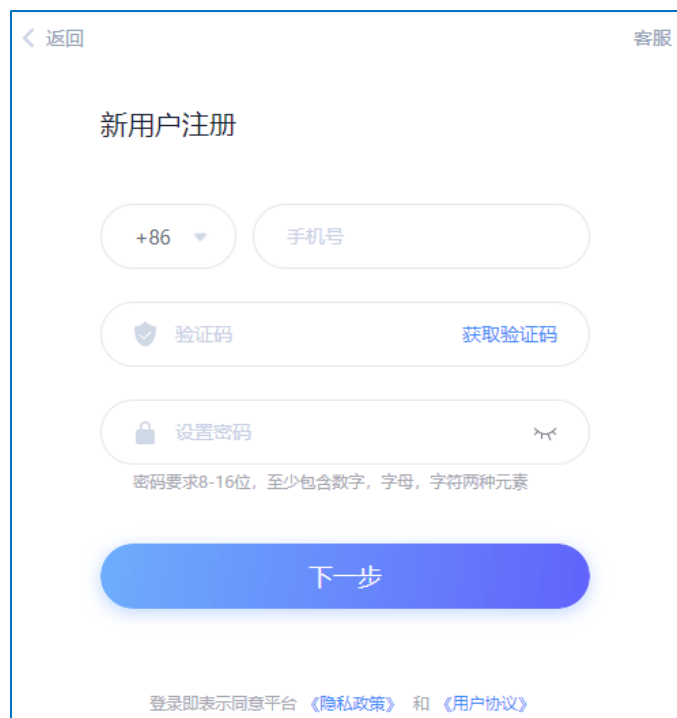 返回 客服
新用户注册
+86 手机号
验证码 获取验证码
设置密码
密码要求8-16位，至少包含数字，字母，字符两种元素
下一步
登录即表示同意平台 《隐私政策》 和 《用户协议》